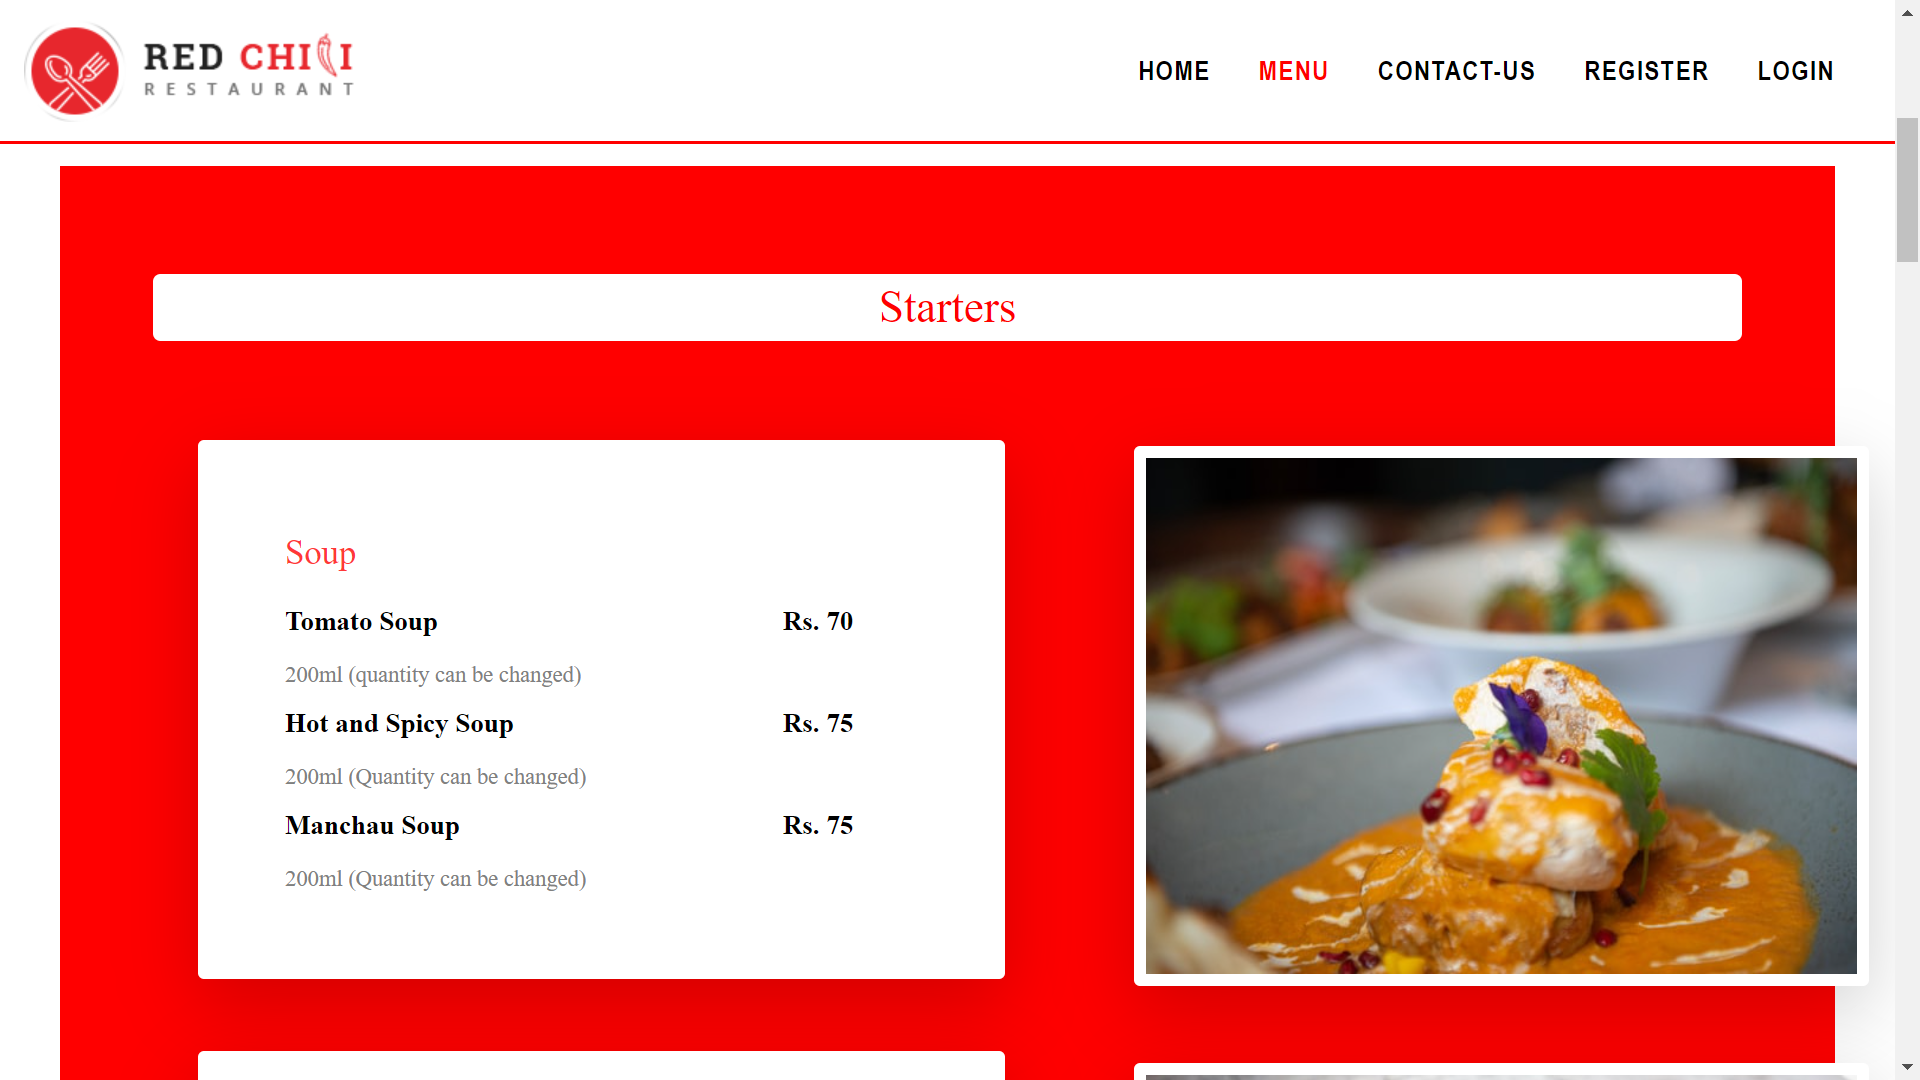 RED CHILI
RESTAURANT
HOME MENU CONTACT-US REGISTER LOGIN
Starters
Soup
Tomato Soup Rs. 70
200ml (quantity can be changed)
Hot and Spicy Soup Rs. 75
200ml (Quantity can be changed)
Manchau Soup Rs. 75
200ml (Quantity can be changed)